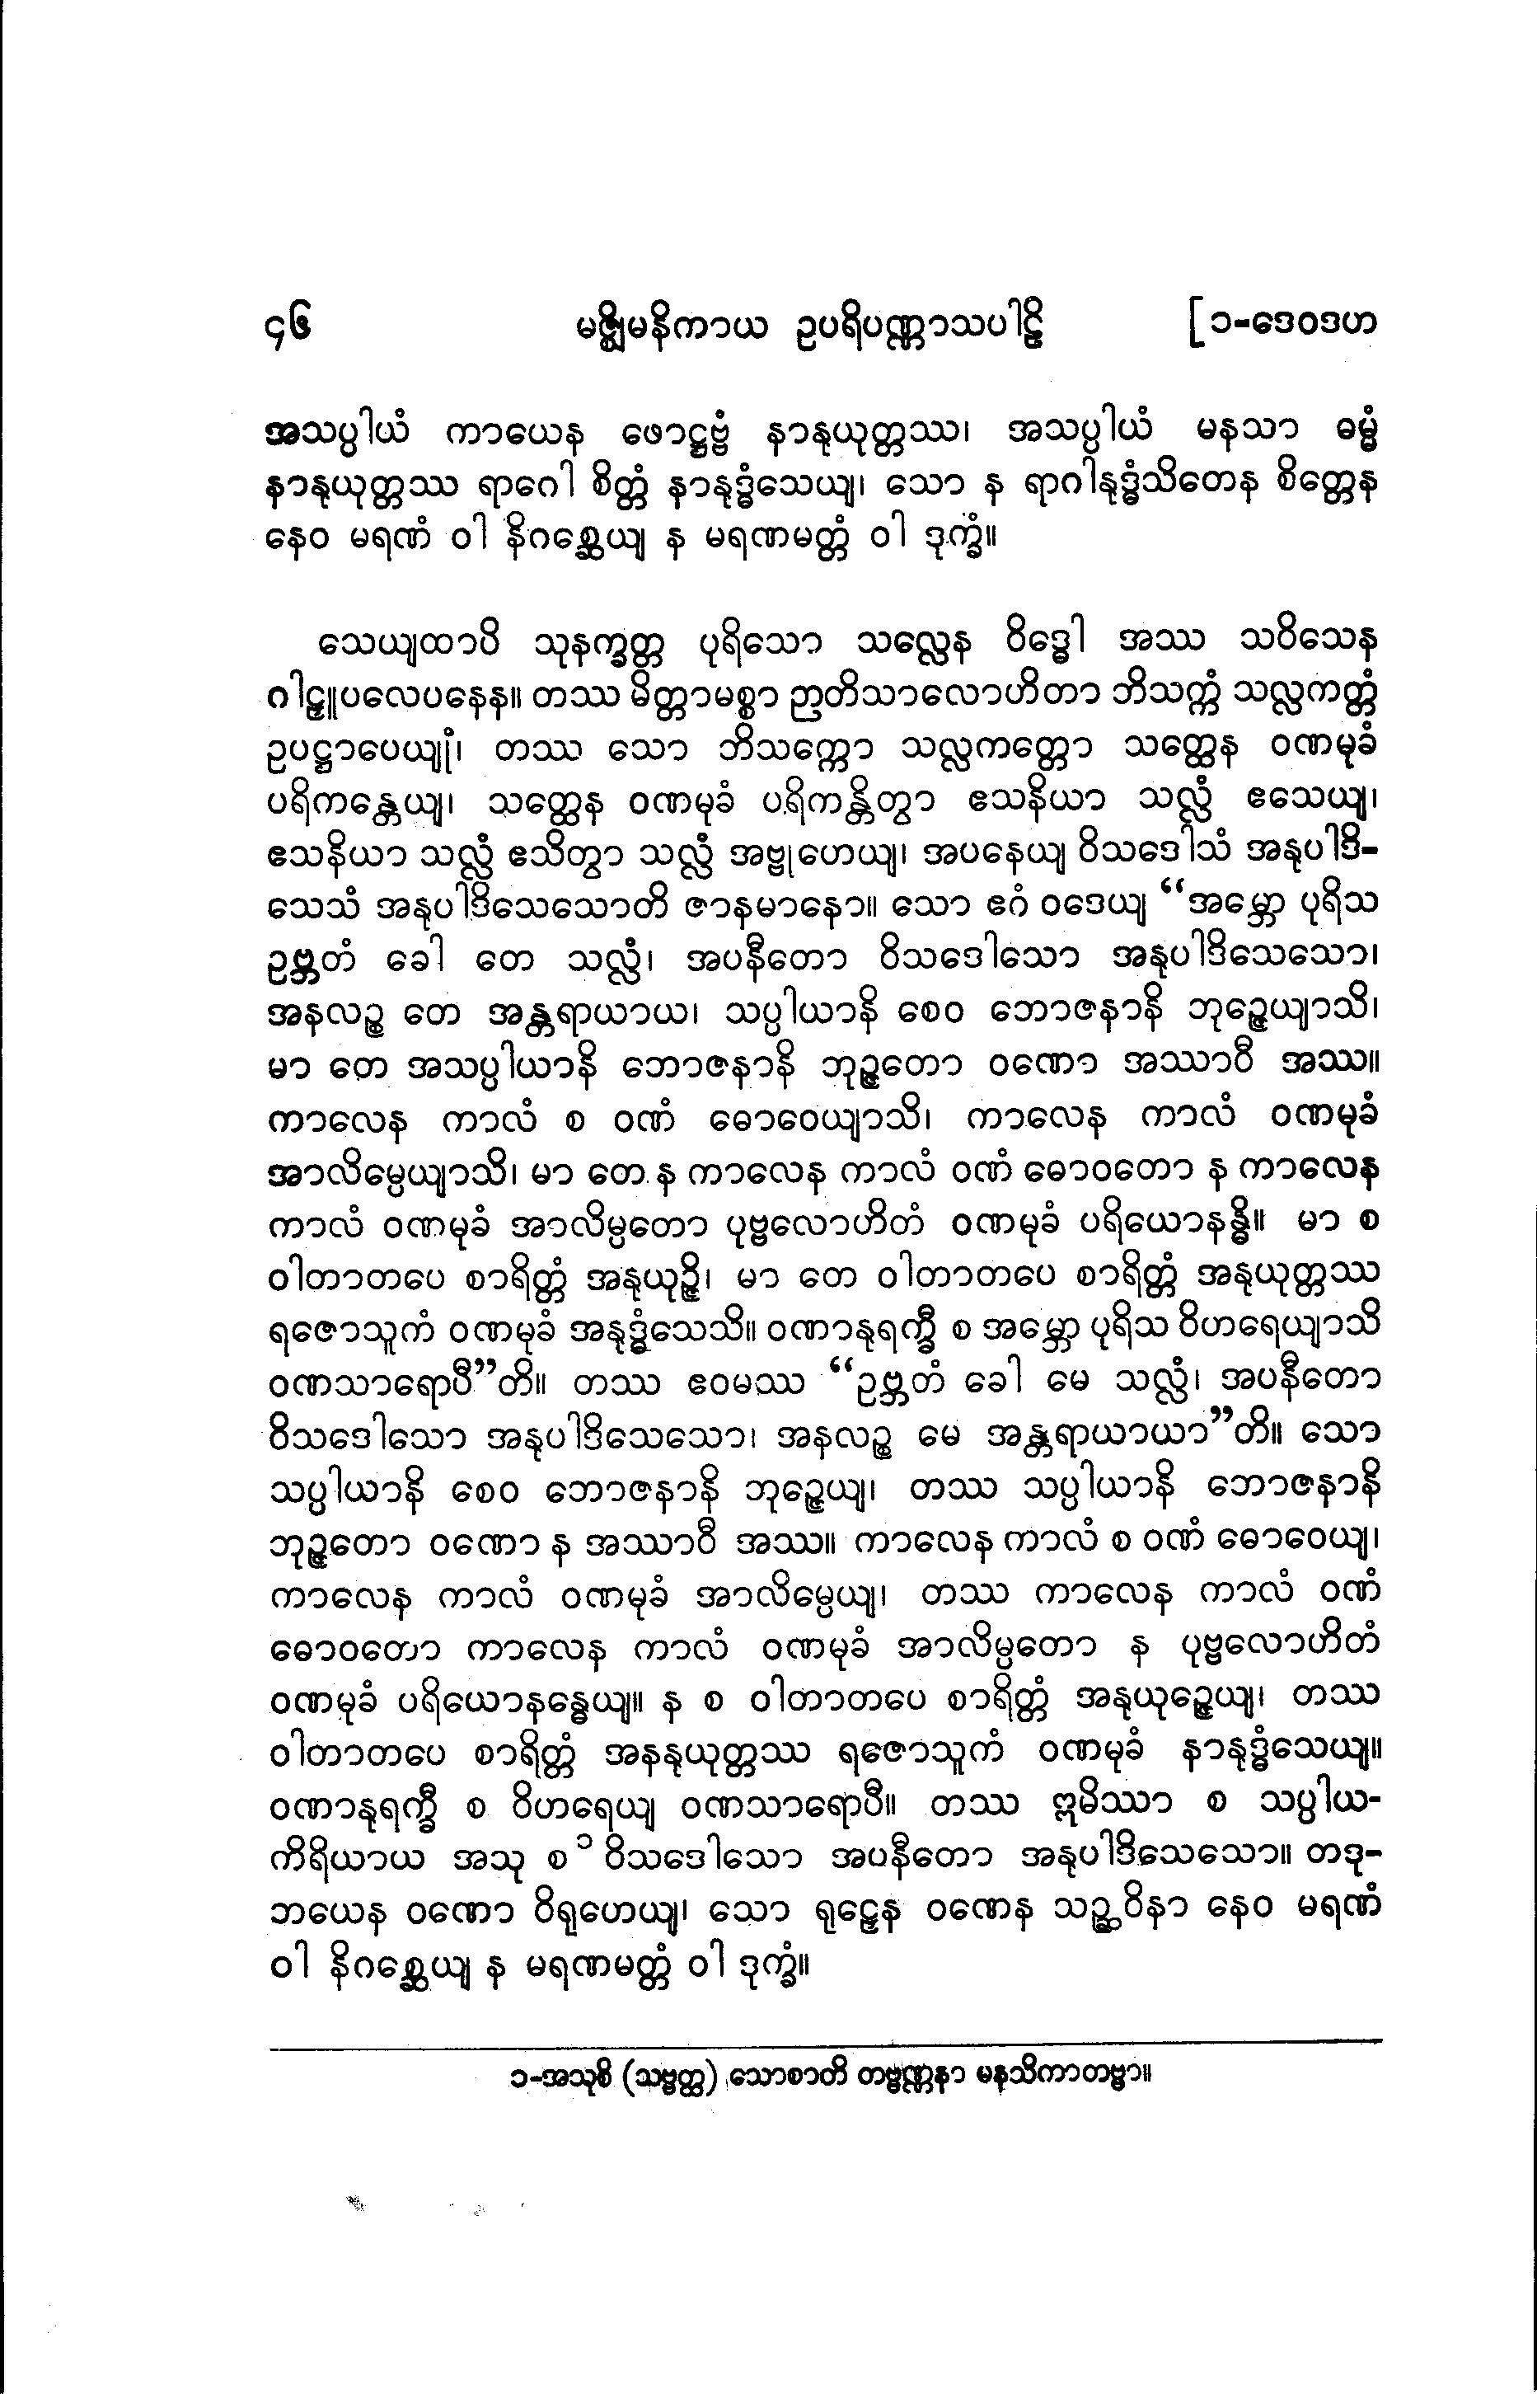 ၄၆ မဇ္ဈိမနိကာယ ဥပရိပဏ္ဏာသပါဠိ [၁-ဒေဝဒဟ
အသပ္ပါယံ ကာယေန ဖောဋ္ဌဗ္ဗံ နာနုယုတ္တဿ၊ အသပ္ပါယံ မနသာ ဓမ္မံ
နာနုယုတ္တဿ ရာဂေါ စိတ္တံ နာနုဒ္ဓံသေယျ၊ သော န ရာဂါနုဒ္ဓံသိတေန စိတ္တေန
နေဝ မရဏံ ဝါ နိဂစ္ဆေယျ န မရဏမတ္တံ ဝါ ဒုက္ခံ။
သေယျထာပိ သုနက္ခတ္တ ပုရိသော သလ္လေန ဝိဒ္ဓေါ အဿ သဝိသေန
ဂါဠှူပလေပနေန။ တဿ မိတ္တာမစ္စာ ဉာတိသာလောဟိတာ ဘိသက္ကံ သလ္လကတ္တံ
ဥပဋ္ဌာပေယျုံ၊ တဿ သော ဘိသက္ကော သလ္လကတ္တော သတ္ထေန ဝဏမုခံ
ပရိကန္တေယျ၊ သတ္ထေန ဝဏမုခံ ပရိကန္တိတွာ ဧသနိယာ သလ္လံ ဧသေယျ၊
ဧသနိယာ သလ္လံ ဧသိတွာ သလ္လံ အဗ္ဗုဟေယျ၊ အပနေယျ ဝိသဒေါသံ အနုပါဒိ-
သေသံ အနုပါဒိသေသောတိ ဇာနမာနော။ သော ဧဝံ ဝဒေယျ “အမ္ဘော ပုရိသ
ဥဗ္ဘတံ ခေါ တေ သလ္လံ၊ အပနီတော ဝိသဒေါသော အနုပါဒိသေသော၊
အနလဉ္စ တေ အန္တရာယာယ၊ သပ္ပါယာနိ စေဝ ဘောဇနာနိ ဘုဉ္ဇေယျာသိ၊
မာ တေ အသပ္ပါယာနိ ဘောဇနာနိ ဘုဉ္ဇတော ဝဏော အဿာဝီ အဿ။
ကာလေန ကာလံ စ ဝဏံ ဓောဝေယျာသိ၊ ကာလေန ကာလံ ဝဏမုခံ
အာလိမ္ပေယျာသိ၊ မာ တေ န ကာလေန ကာလံ ဝဏံ ဓောဝတော န ကာလေန
ကာလံ ဝဏမုခံ အာလိမ္ပတော ပုဗ္ဗလောဟိတံ ဝဏမုခံ ပရိယောနန္ဓိ။ မာ စ
ဝါတာတပေ စာရိတ္တံ အနုယုဉ္ဇိ၊ မာ တေ ဝါတာတပေ စာရိတ္တံ အနုယုတ္တဿ
ရဇောသူကံ ဝဏမုခံ အနုဒ္ဓံသေသိ။ ဝဏာနုရက္ခီ စ အမ္ဘော ပုရိသ ဝိဟရေယျာသိ
ဝဏသာရောပီ”တိ။ တဿ ဧဝမဿ “ဥဗ္ဘတံ ခေါ မေ သလ္လံ၊ အပနီတော
ဝိသဒေါသော အနုပါဒိသေသော၊ အနလဉ္စ မေ အန္တရာယာယာ”တိ။ သော
သပ္ပါယာနိ စေဝ ဘောဇနာနိ ဘုဉ္ဇေယျ၊ တဿ သပ္ပါယာနိ ဘောဇနာနိ
ဘုဉ္ဇတော ဝဏော န အဿာဝီ အဿ။ ကာလေန ကာလံ စ ဝဏံ ဓောဝေယျ၊
ကာလေန ကာလံ ဝဏမုခံ အာလိမ္ပေယျ၊ တဿ ကာလေန ကာလံ ဝဏံ
ဓောဝတော ကာလေန ကာလံ ဝဏမုခံ အာလိမ္ပတော န ပုဗ္ဗလောဟိတံ
ဝဏမုခံ ပရိယောနန္ဓေယျ။ န စ ဝါတာတပေ စာရိတ္တံ အနုယုဉ္ဇေယျ၊ တဿ
ဝါတာတပေ စာရိတ္တံ အနနုယုတ္တဿ ရဇောသူကံ ဝဏမုခံ နာနုဒ္ဓံသေယျ။
ဝဏာနုရက္ခီ စ ဝိဟရေယျ ဝဏသာရောပီ။ တဿ ဣမိဿာ စ သပ္ပါယ-
ကိရိယာယ အသု စ ၁ ဝိသဒေါသော အပနီတော အနုပါဒိသေသော။ တဒု-
ဘယေန ဝဏော ဝိရုဟေယျ၊ သော ရုဠှေန ဝဏေန သဉ္ဆဝိနာ နေဝ မရဏံ
ဝါ နိဂစ္ဆေယျ န မရဏမတ္တံ ဝါ ဒုက္ခံ။
၁-အသုစိ (သဗ္ဗတ္ထ) သောစာတိ တဗ္ဗဏ္ဏနာ မနသိကာတဗ္ဗာ။